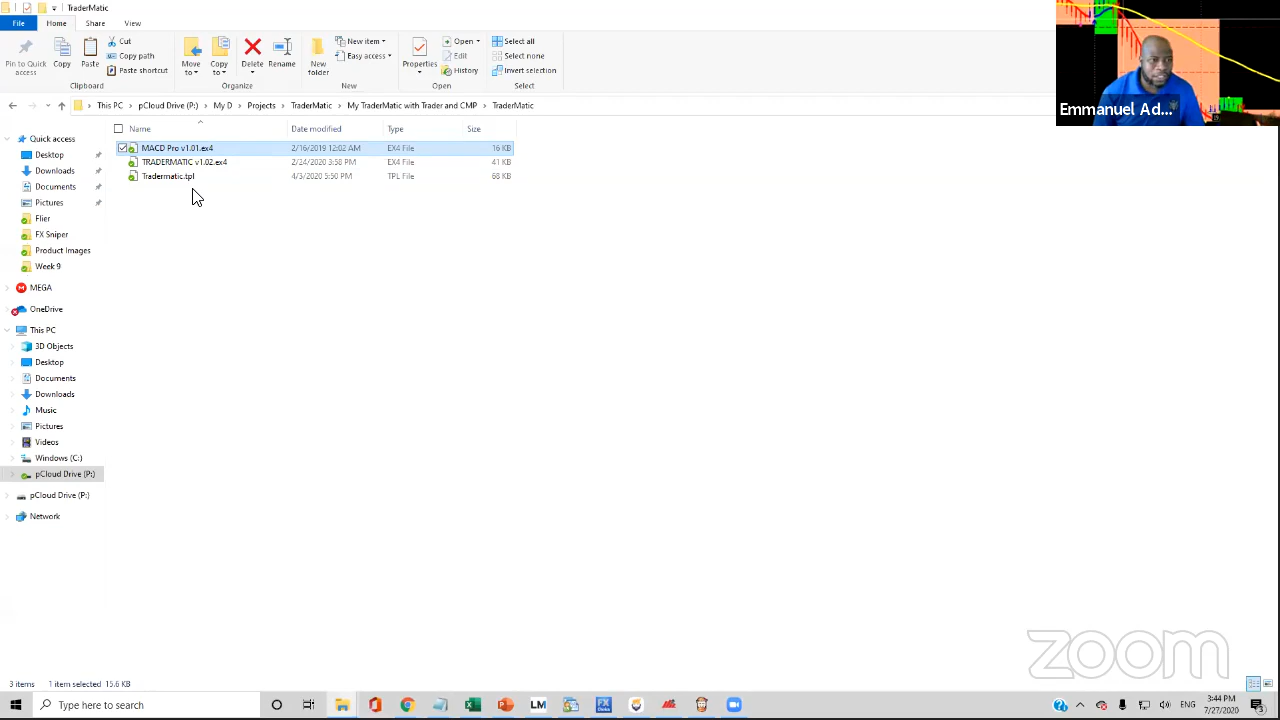 TraderMatic
File Home Share View
Pin to Quick access
Copy
Paste
Cut
Copy path
Paste shortcut
Clipboard
Move to
Copy to
Delete
Rename
Organize
New folder
New item
Easy access
New
Properties
Open
Edit
History
Open
Select all
Select none
Invert selection
Select
This PC pCloud Drive (P:) My D Projects TraderMatic My TraderMatic with Trader and CMP TraderMatic
Name Date modified Type Size
MACD Pro v1.01.ex4 2/16/2019 12:02 AM EX4 File 16 KB
TRADERMATIC v1.02.ex4 2/24/2020 3:58 PM EX4 File 41 KB
Tradermatic.tpl 4/3/2020 5:50 PM TPL File 68 KB
Quick access
Desktop
Downloads
Documents
Pictures
Flier
FX Sniper
Product Images
Week 9
MEGA
OneDrive
This PC
3D Objects
Desktop
Documents
Downloads
Music
Pictures
Videos
Windows (C:)
pCloud Drive (P:)
pCloud Drive (P:)
Network
Emmanuel Ad...
zoom
3 items 1 item selected 15.6 KB
Type here to search
LM
3:44 PM
7/27/2020